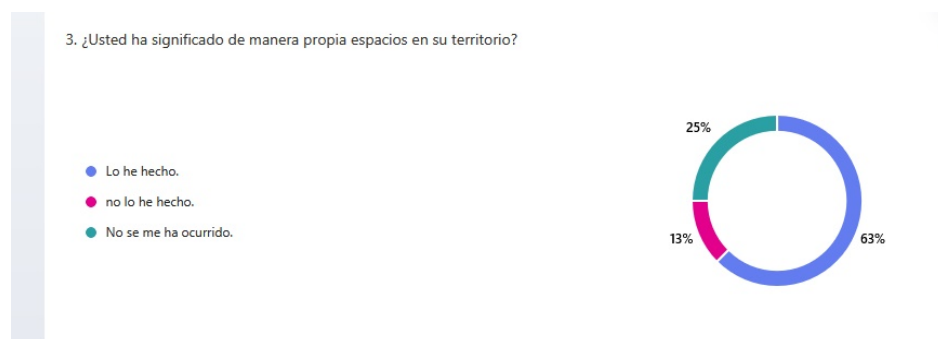 3. ¿Usted ha significado de manera propia espacios en su territorio?
Lo he hecho.
no lo he hecho.
No se me ha ocurrido.
25%
13%
63%